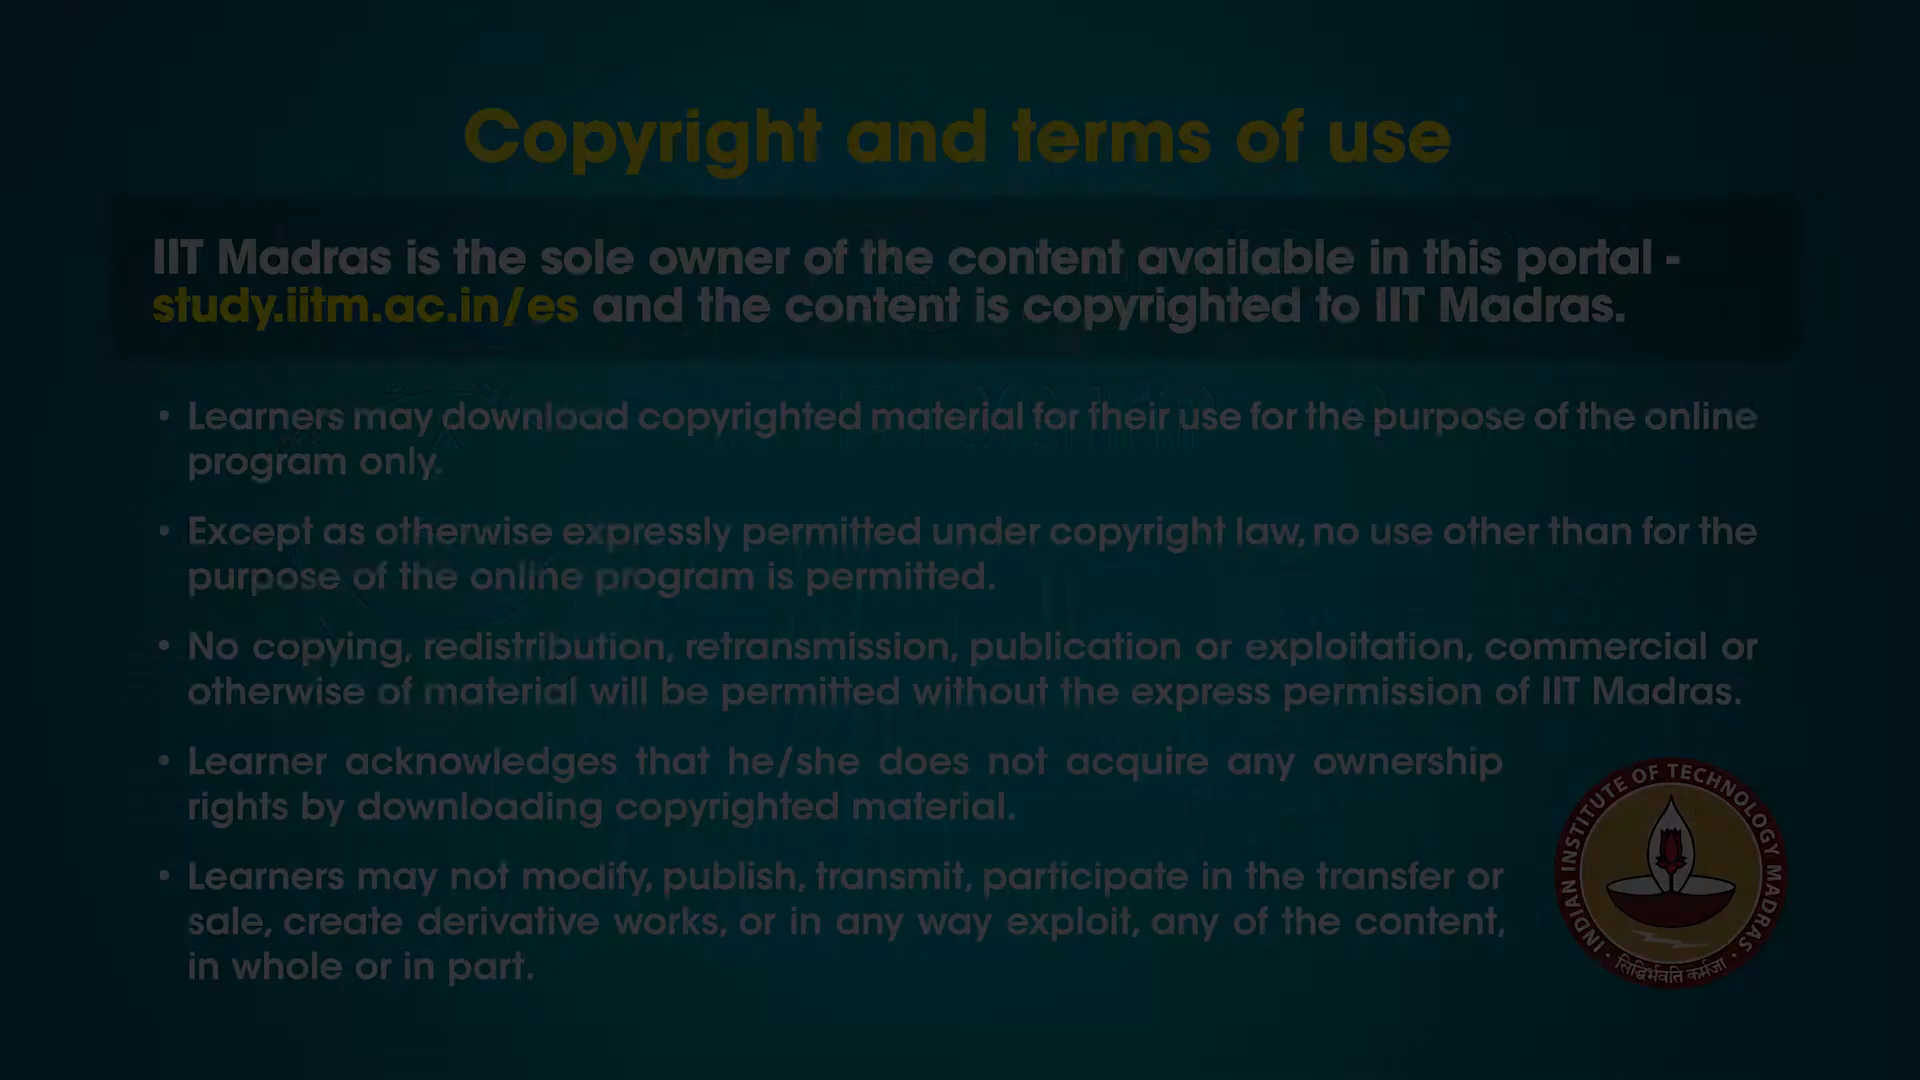 Copyright and terms of use
IIT Madras is the sole owner of the content available in this portal -
study.iitm.ac.in/es and the content is copyrighted to IIT Madras.
• Learners may download copyrighted material for their use for the purpose of the online
program only.
• Except as otherwise expressly permitted under copyright law, no use other than for the
purpose of the online program is permitted.
• No copying, redistribution, retransmission, publication or exploitation, commercial or
otherwise of material will be permitted without the express permission of IIT Madras.
• Learner acknowledges that he/she does not acquire any ownership
rights by downloading copyrighted material.
• Learners may not modify, publish, transmit, participate in the transfer or
sale, create derivative works, or in any way exploit, any of the content,
in whole or in part.
INDIAN INSTITUTE OF TECHNOLOGY MADRAS
सिद्धिर्भवति कर्मजा